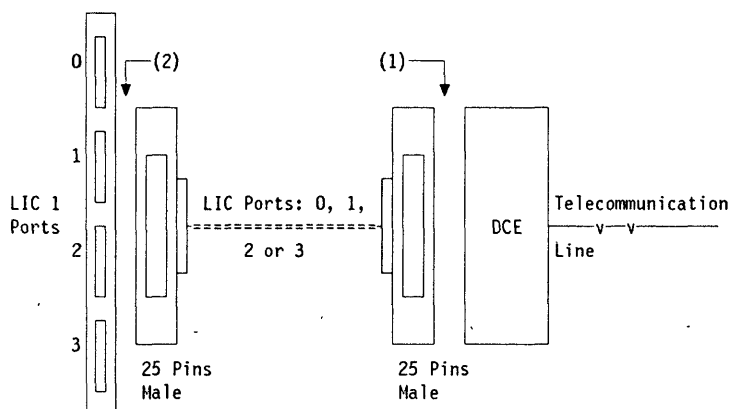 0
(2)
(1)
1
LIC 1
Ports
LIC Ports: 0, 1,
2 or 3
DCE
Telecommunication
Line
2
3
25 Pins
Male
25 Pins
Male